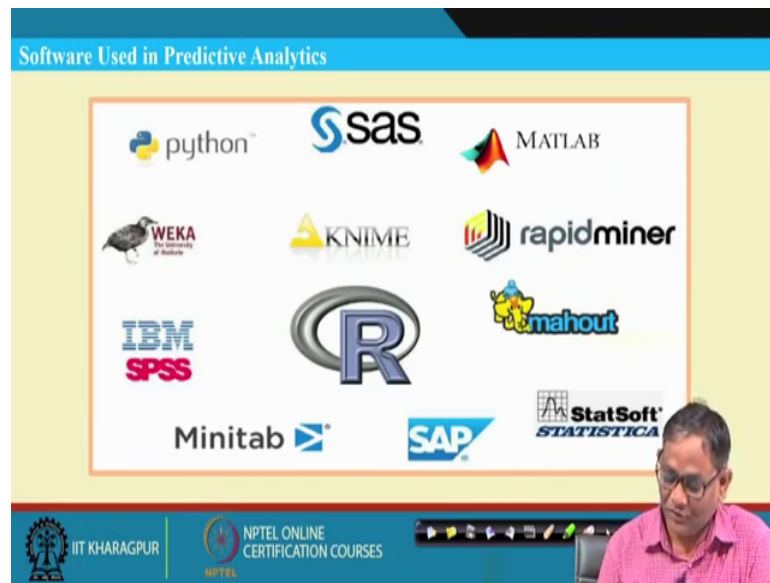 Software Used in Predictive Analytics
python™
sas
MATLAB
WEKA
The University
of Waikato
KNIME
rapidminer
IBM
SPSS
R
mahout
Minitab
SAP
StatSoft
STATISTICA
IIT KHARAGPUR
NPTEL
NPTEL ONLINE
CERTIFICATION COURSES